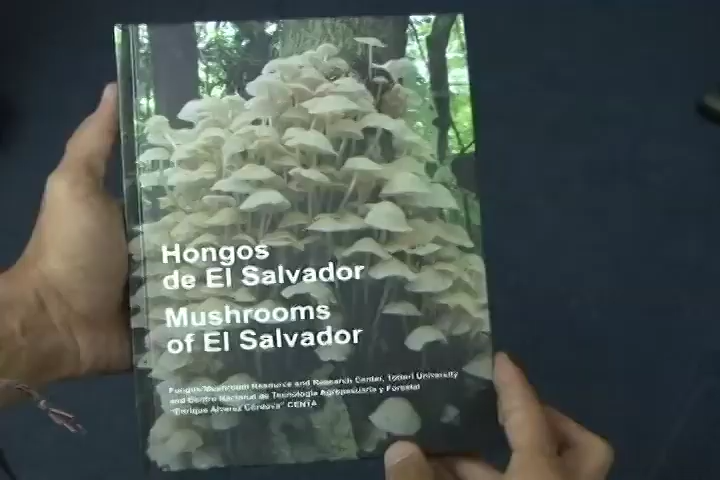 Hongos
de El Salvador
Mushrooms
of El Salvador
Fungus/Mushroom Resource and Research Center, Tottori University
and Centro Nacional de Tecnología Agropecuaria y Forestal
"Enrique Álvarez Córdova" CENTA